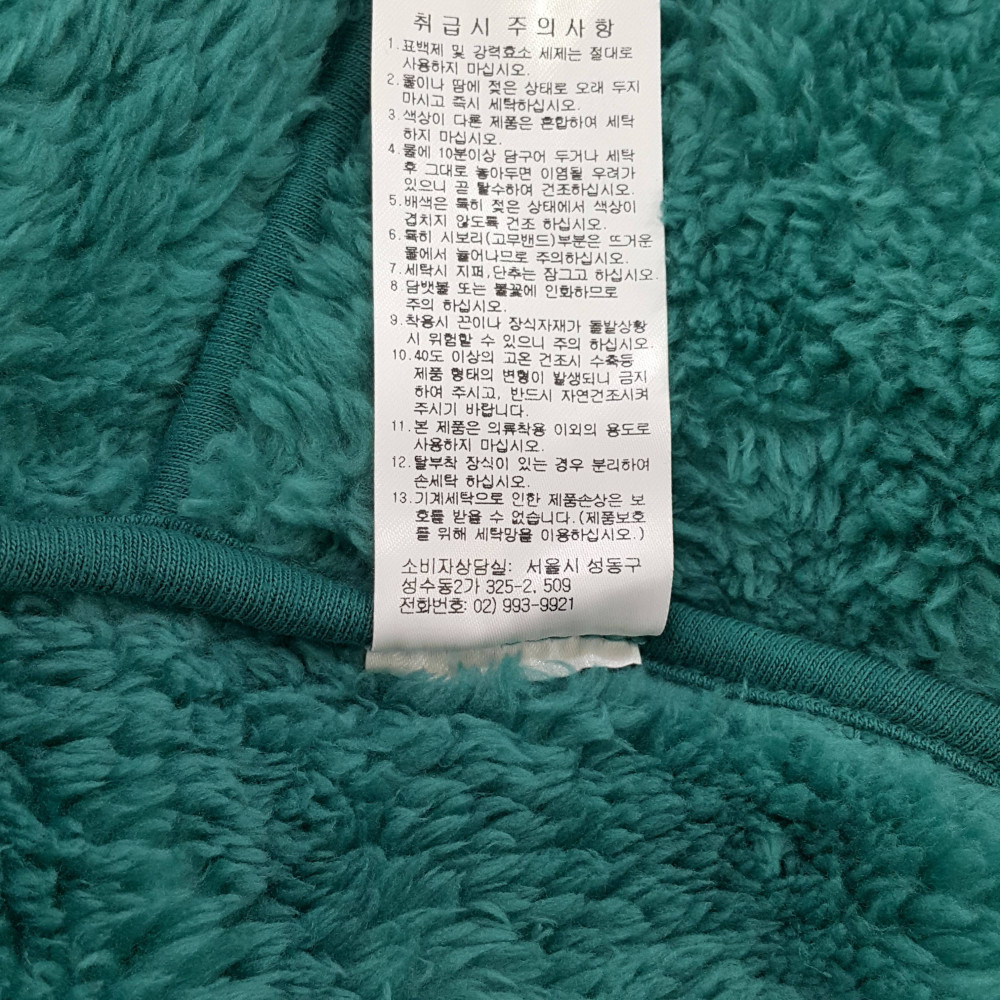 취급시 주의사항
1.표백제 및 강력효소 세제는 절대로
사용하지 마십시오.
2.물이나 땀에 젖은 상태로 오래 두지
마시고 즉시 세탁하십시오.
3.색상이 다른 제품은 혼합하여 세탁
하지 마십시오.
4.물에 10분이상 담구어 두거나 세탁
후 그대로 놓아두면 이염될 우려가
있으니 곧 탈수하여 건조하십시오.
5.배색은 특히 젖은 상태에서 색상이
겹치지 않도록 건조 하십시오.
6.특히 시보리(고무밴드)부분은 뜨거운
물에서 늘어나므로 주의하십시오.
7.세탁시 지퍼,단추는 잠그고 하십시오.
8.담뱃불 또는 불꽃에 인화하므로
주의 하십시오.
9.착용시 끈이나 장식자재가 돌발상황
시 위험할 수 있으니 주의 하십시오.
10.40도 이상의 고온 건조시 수축등
제품 형태의 변형이 발생되니 금지
하여 주시고, 반드시 자연건조시켜
주시기 바랍니다.
11.본 제품은 의류착용 이외의 용도로
사용하지 마십시오.
12.탈부착 장식이 있는 경우 분리하여
손세탁 하십시오.
13.기계세탁으로 인한 제품손상은 보
호를 받을 수 없습니다.(제품보호
를 위해 세탁망을 이용하십시오.)
소비자상담실: 서울시 성동구
성수동2가 325-2, 509
전화번호: 02) 993-9921